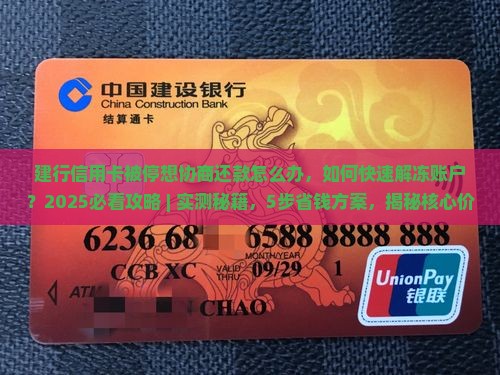 中国建设银行
China Construction Bank
结算通卡
建行信用卡被停想协商还款怎么办，如何快速解冻账户
？2025必看攻略 | 实测秘籍，5步省钱方案，揭秘核心价
6236 68 6588 8888 888
MONTH/YEAR
CCB XC VALID THRU 09/29 1
ATM
CHAO
UnionPay
银联